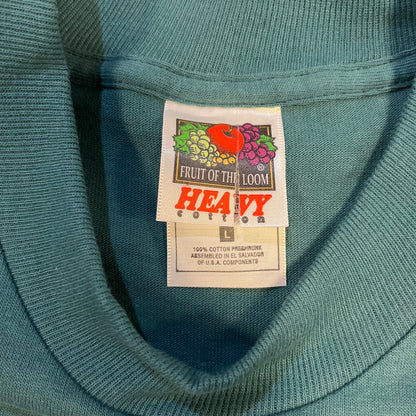 FRUIT OF THE LOOM®
HEAVY
cotton
L
100% COTTON PRESHRUNK
ASSEMBLED IN EL SALVADOR
OF U.S.A. COMPONENTS